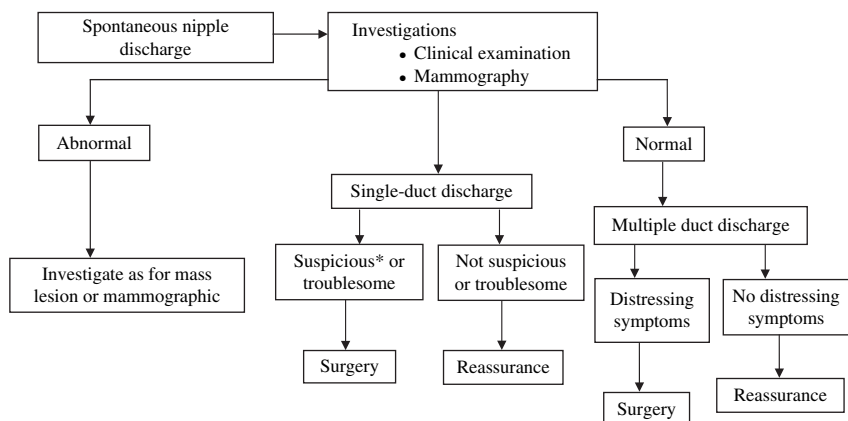 Spontaneous nipple
discharge
Investigations
• Clinical examination
• Mammography
Abnormal
Normal
Single-duct discharge
Multiple duct discharge
Investigate as for mass
lesion or mammographic
Suspicious* or
troublesome
Not suspicious
or troublesome
Distressing
symptoms
No distressing
symptoms
Surgery
Reassurance
Surgery
Reassurance